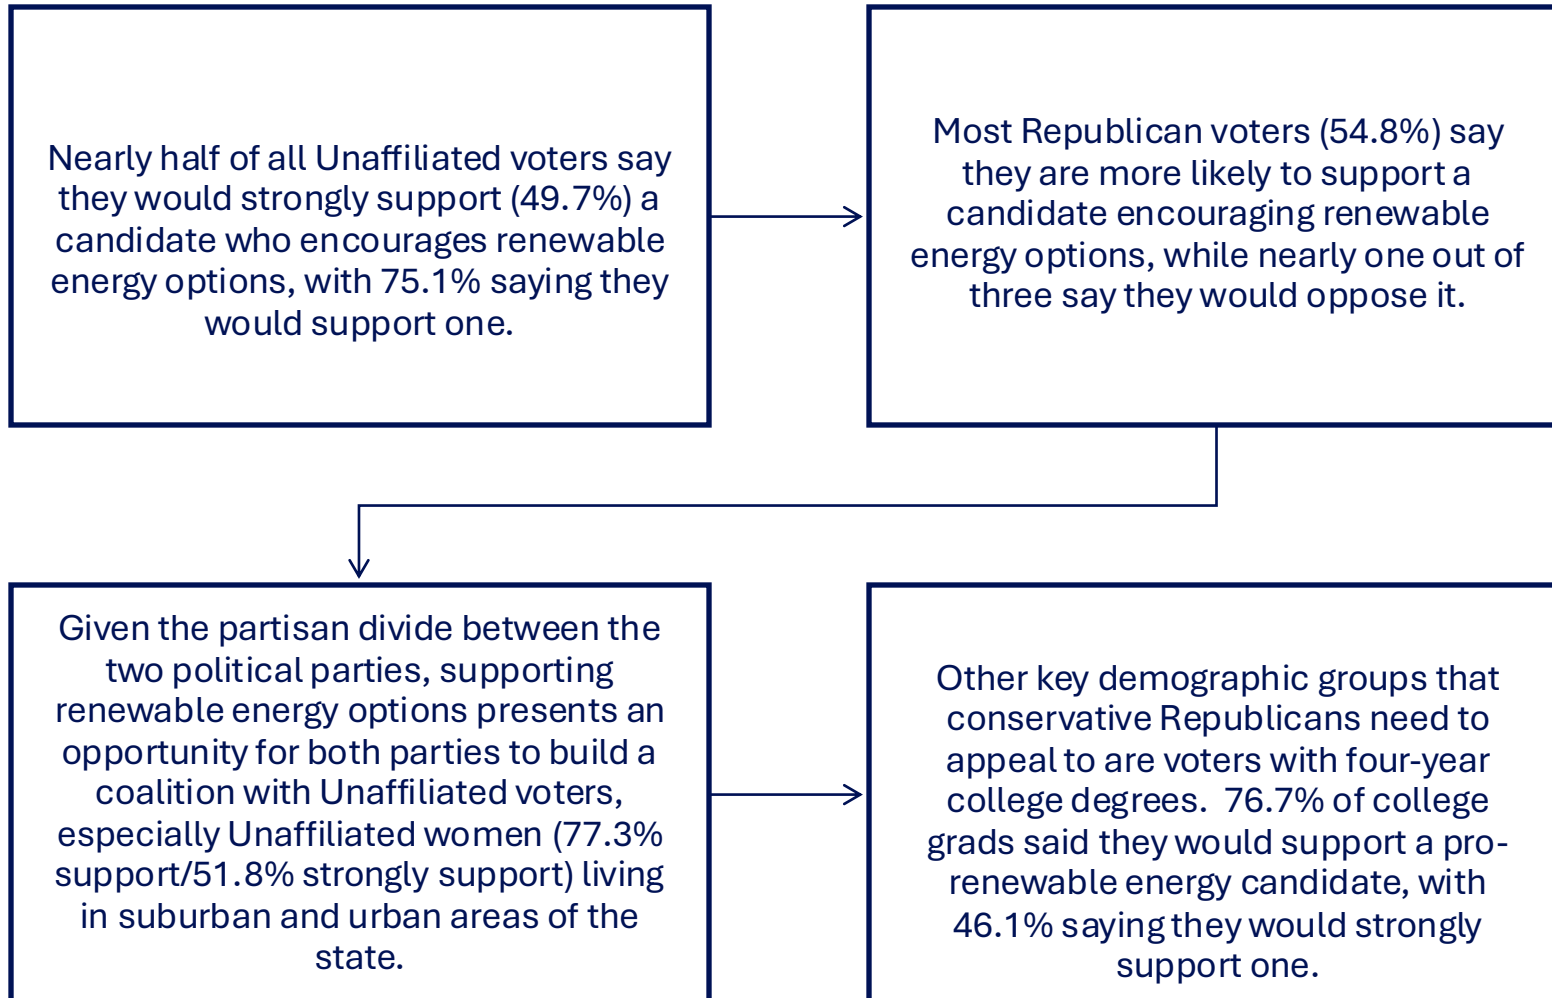 Nearly half of all Unaffiliated voters say
they would strongly support (49.7%) a
candidate who encourages renewable
energy options, with 75.1% saying they
would support one.
Most Republican voters (54.8%) say
they are more likely to support a
candidate encouraging renewable
energy options, while nearly one out of
three say they would oppose it.
Given the partisan divide between the
two political parties, supporting
renewable energy options presents an
opportunity for both parties to build a
coalition with Unaffiliated voters,
especially Unaffiliated women (77.3%
support/51.8% strongly support) living
in suburban and urban areas of the
state.
Other key demographic groups that
conservative Republicans need to
appeal to are voters with four-year
college degrees.  76.7% of college
grads said they would support a pro-
renewable energy candidate, with
46.1% saying they would strongly
support one.